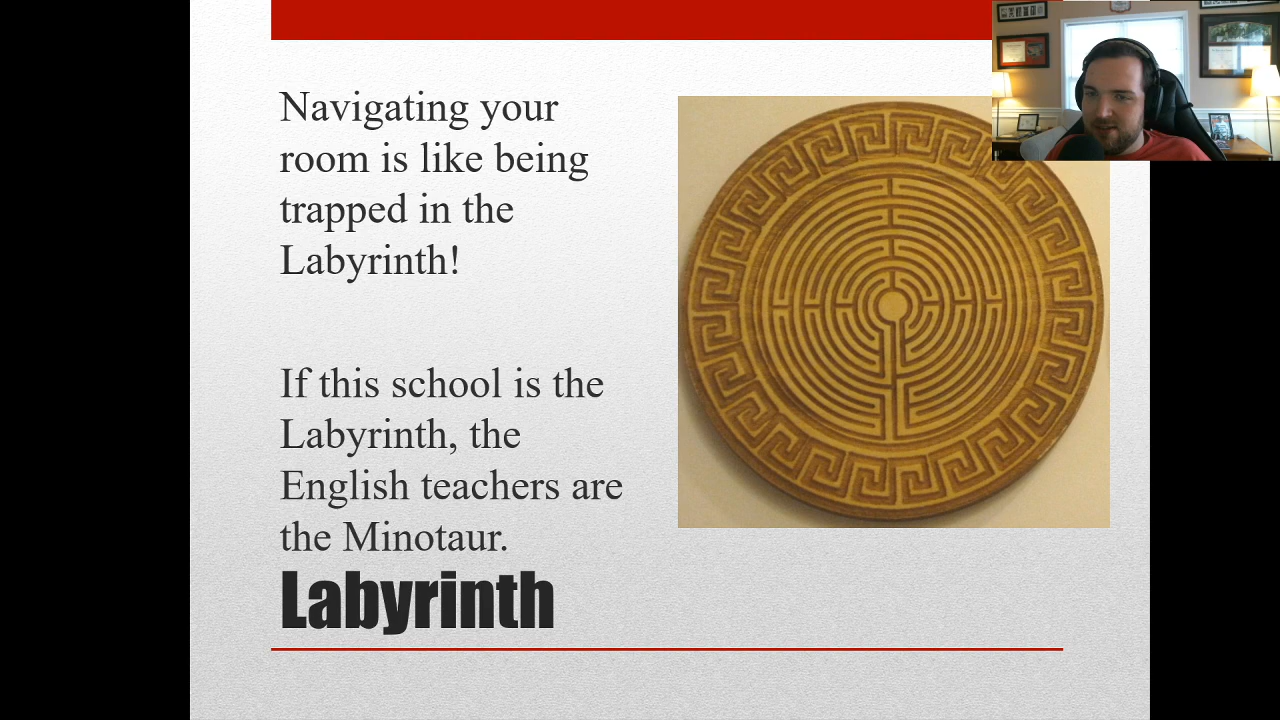 Navigating your
room is like being
trapped in the
Labyrinth!
If this school is the
Labyrinth, the
English teachers are
the Minotaur.
Labyrinth